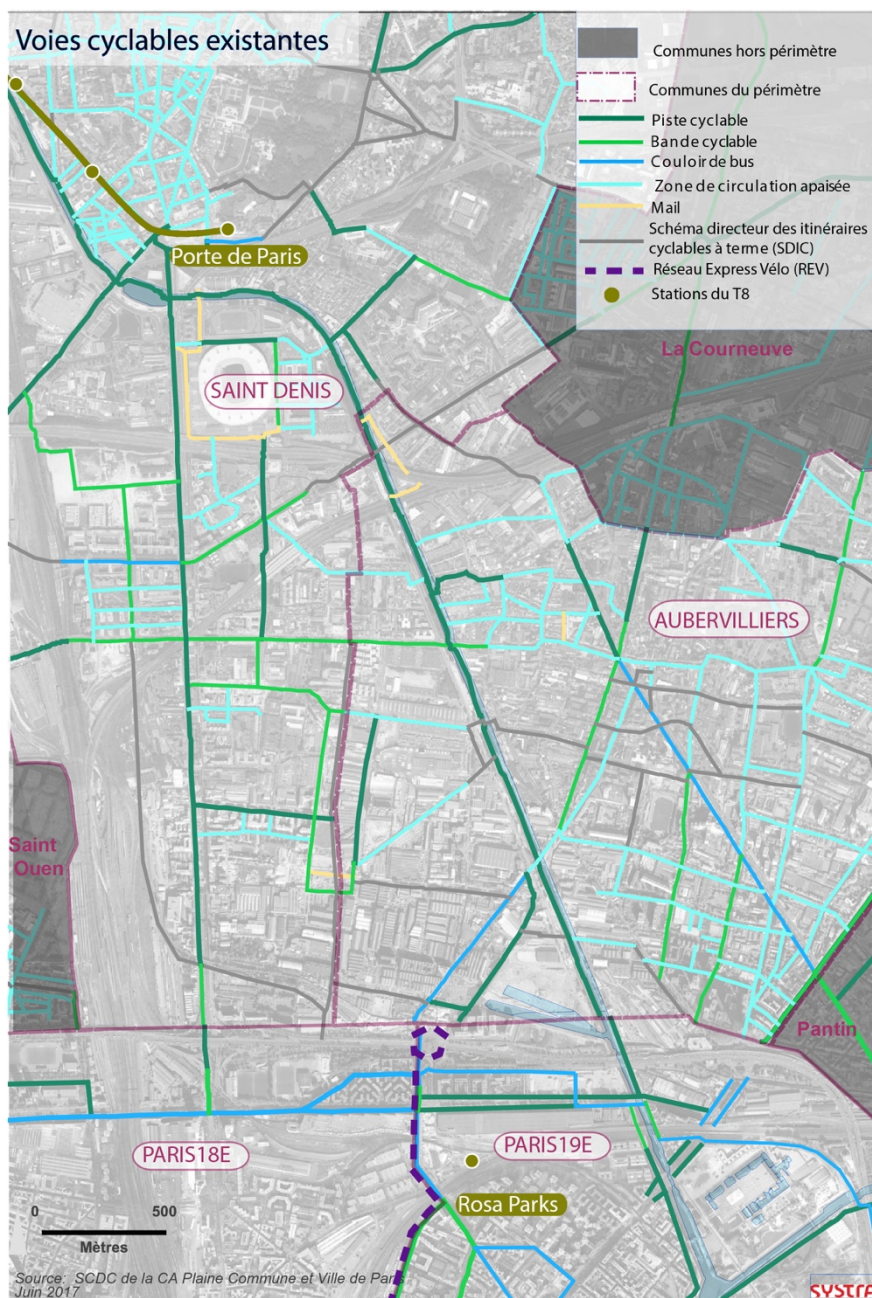 Voies cyclables existantes
Communes hors périmètre
Communes du périmètre
Piste cyclable
Bande cyclable
Couloir de bus
Zone de circulation apaisée
Mail
Schéma directeur des itinéraires
cyclables à terme (SDIC)
Réseau Express Vélo (REV)
Stations du T8
Porte de Paris
La Courneuve
SAINT DENIS
AUBERVILLIERS
Saint
Ouen
Pantin
PARIS18E
PARIS19E
Rosa Parks
0 500
Mètres
Source: SCDC de la CA Plaine Commune et Ville de Paris
Juin 2017
SYSTRA